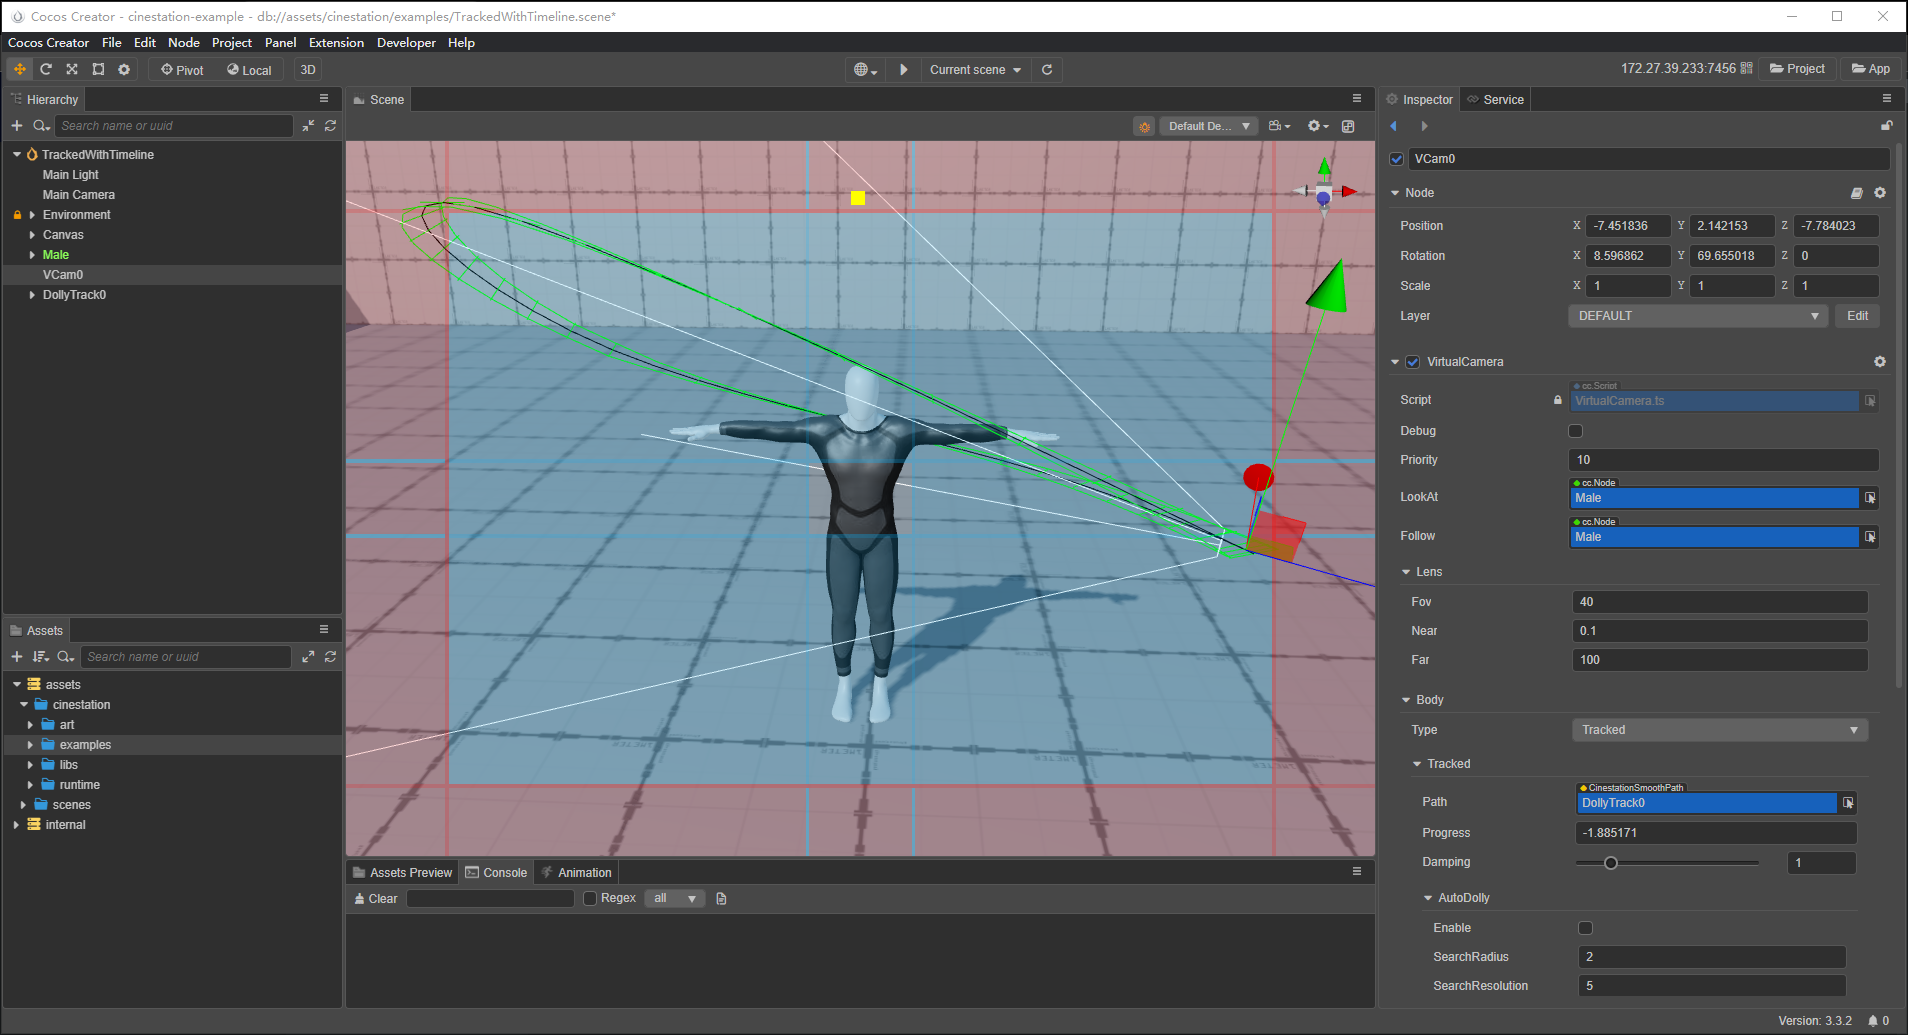 Cocos Creator - cinestation-example - db://assets/cinestation/examples/TrackedWithTimeline.scene*
Cocos Creator File Edit Node Project Panel Extension Developer Help
Pivot Local 3D Current scene 172.27.39.233:7456 Project App
Hierarchy
Search name or uuid
TrackedWithTimeline
Main Light
Main Camera
Environment
Canvas
Male
VCam0
DollyTrack0
Assets
Search name or uuid
assets
cinestation
art
examples
libs
runtime
scenes
internal
Scene
Default De...
Assets Preview Console Animation
Clear Regex all
Inspector Service
VCam0
Node
Position X -7.451836 Y 2.142153 Z -7.784023
Rotation X 8.596862 Y 69.655018 Z 0
Scale X 1 Y 1 Z 1
Layer DEFAULT Edit
VirtualCamera
cc.Script
Script VirtualCamera.ts
Debug
Priority 10
cc.Node
LookAt Male
cc.Node
Follow Male
Lens
Fov 40
Near 0.1
Far 100
Body
Type Tracked
Tracked
CinestationSmoothPath
Path DollyTrack0
Progress -1.885171
Damping 1
AutoDolly
Enable
SearchRadius 2
SearchResolution 5
Version: 3.3.2 0